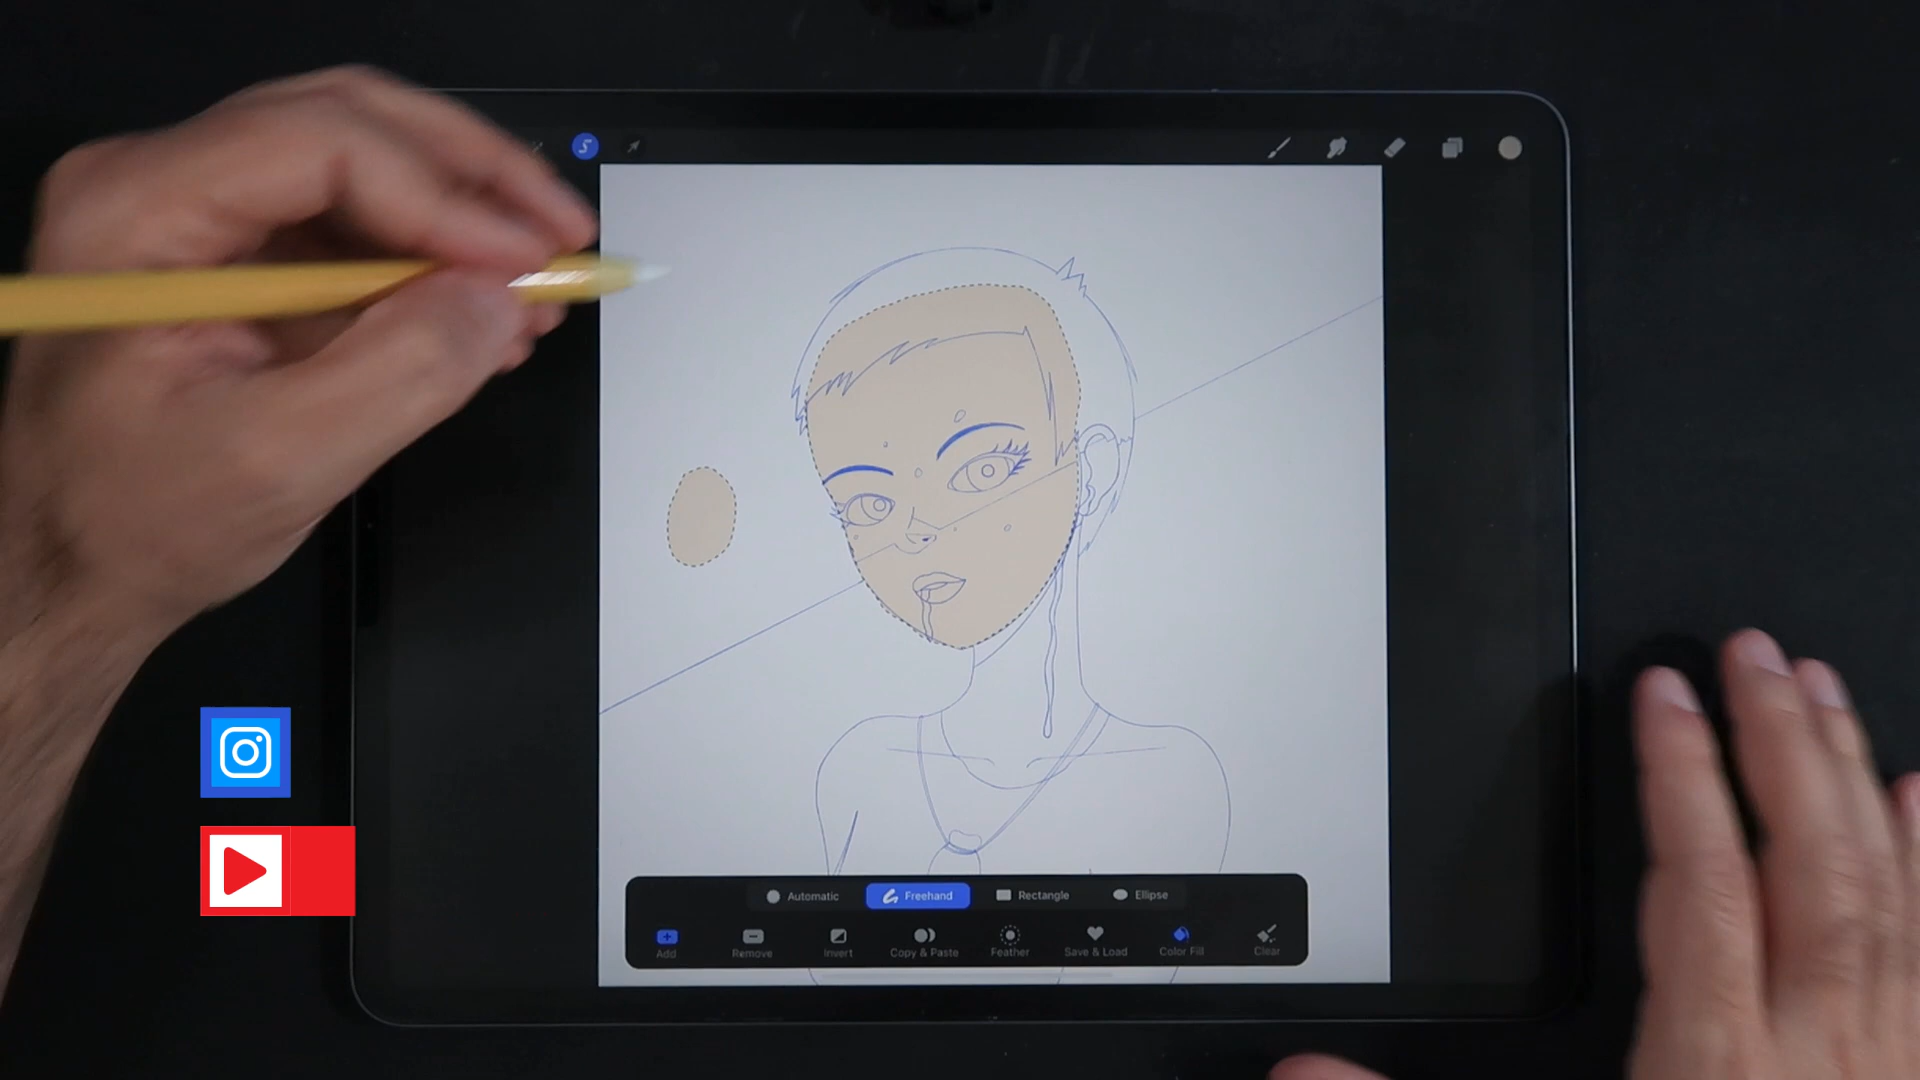 Automatic Freehand Rectangle Ellipse
Add Remove Invert Copy & Paste Feather Save & Load Color Fill Clear